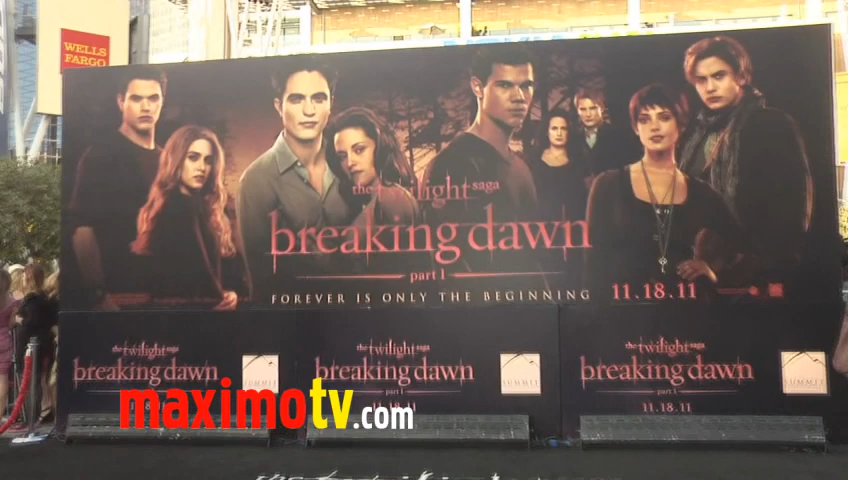 WELLS
FARGO
the twilight saga
breaking dawn
part 1
FOREVER IS ONLY THE BEGINNING
11.18.11
the twilight saga
breaking dawn
the twilight saga
breaking dawn
part 1
the twilight saga
breaking dawn
part 1
SUMMIT
SUMMIT
11.18.11
maximotv.com